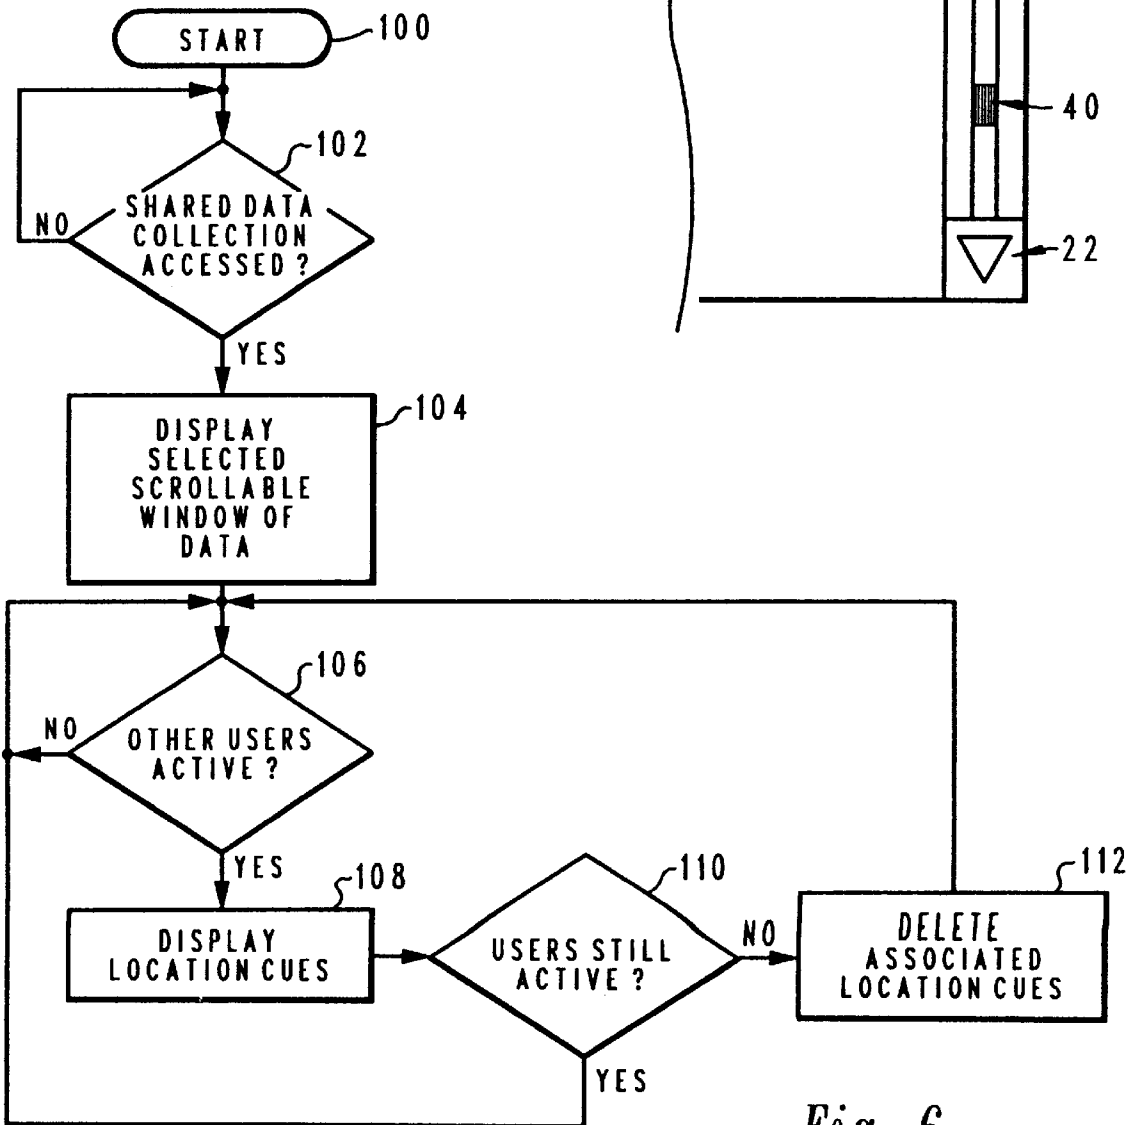 START
100
40
102
SHARED DATA
COLLECTION
ACCESSED ?
NO
22
YES
104
DISPLAY
SELECTED
SCROLLABLE
WINDOW OF
DATA
106
NO
OTHER USERS
ACTIVE ?
YES
108
DISPLAY
LOCATION CUES
110
USERS STILL
ACTIVE ?
NO
112
DELETE
ASSOCIATED
LOCATION CUES
YES
Fig. 6